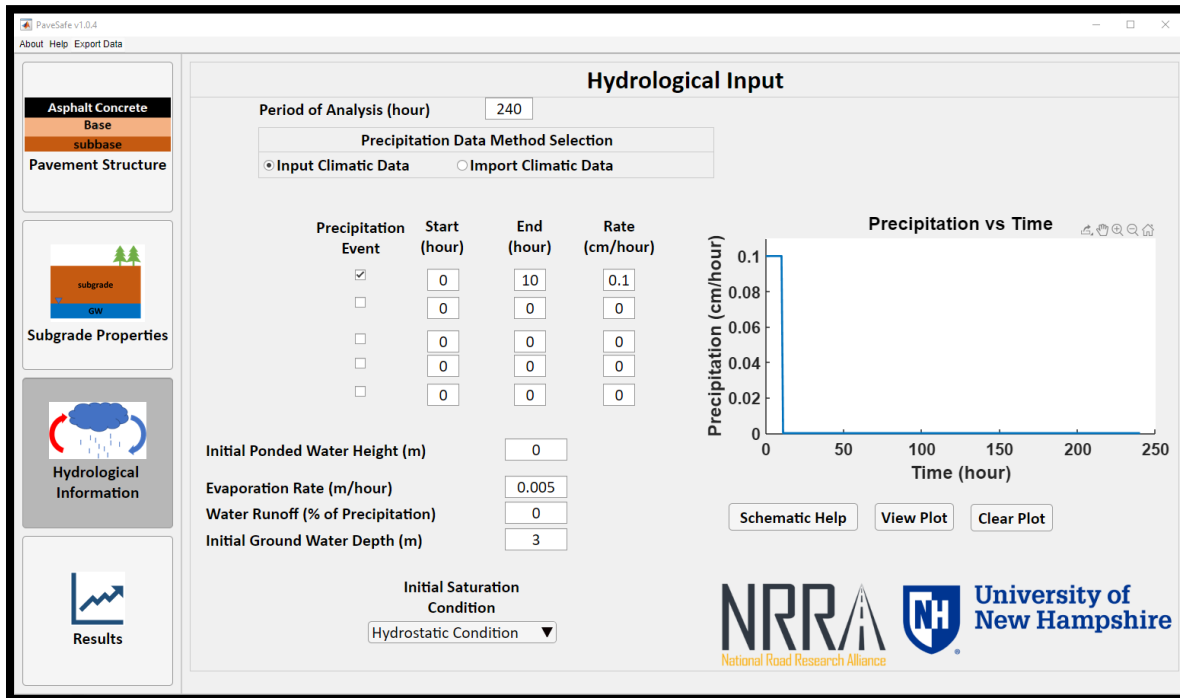 PaveSafe v1.0.4
About Help Export Data
Asphalt Concrete
Base
subbase
Pavement Structure
subgrade
GW
Subgrade Properties
Hydrological
Information
Results
Hydrological Input
Period of Analysis (hour) 240
Precipitation Data Method Selection
Input Climatic Data Import Climatic Data
Precipitation Start End Rate
Event (hour) (hour) (cm/hour)
0 10 0.1
0 0 0
0 0 0
0 0 0
0 0 0
Initial Ponded Water Height (m) 0
Evaporation Rate (m/hour) 0.005
Water Runoff (% of Precipitation) 0
Initial Ground Water Depth (m) 3
Initial Saturation
Condition
Hydrostatic Condition
Precipitation vs Time
Precipitation (cm/hour)
0.1
0.08
0.06
0.04
0.02
0
0 50 100 150 200 250
Time (hour)
Schematic Help View Plot Clear Plot
NRRA
National Road Research Alliance
NH
University of
New Hampshire